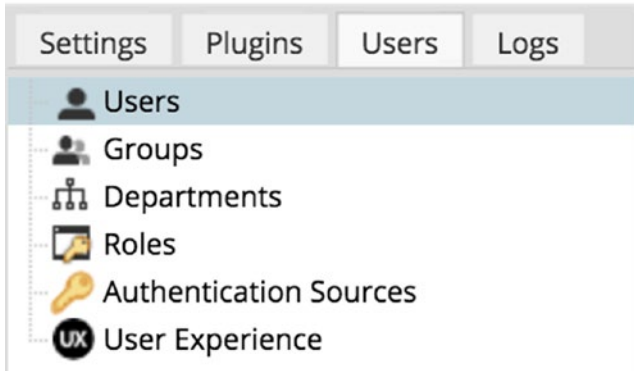 Settings Plugins Users Logs
Users
Groups
Departments
Roles
Authentication Sources
UX User Experience